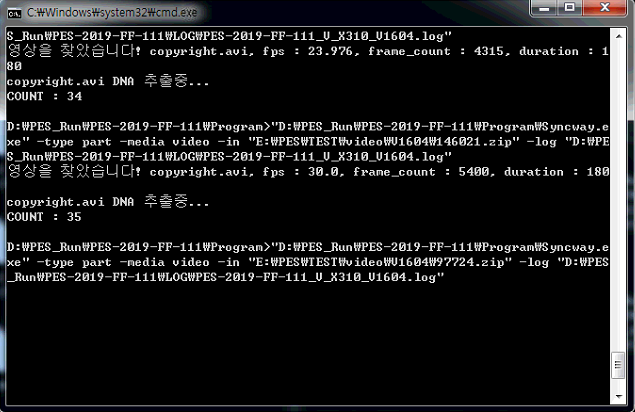 C:₩Windows₩system32₩cmd.exe
S_Run₩PES-2019-FF-111₩LOG₩PES-2019-FF-111_V_X310_V1604.log"
영상을 찾았습니다! copyright.avi, fps : 23.976, frame_count : 4315, duration : 1
80
copyright.avi DNA 추출중...
COUNT : 34
D:₩PES_Run₩PES-2019-FF-111₩Program>"D:₩PES_Run₩PES-2019-FF-111₩Program₩Syncway.e
xe" -type part -media video -in "E:₩PES₩TEST₩video₩V1604₩146021.zip" -log "D:₩PE
S_Run₩PES-2019-FF-111₩LOG₩PES-2019-FF-111_V_X310_V1604.log"
영상을 찾았습니다! copyright.avi, fps : 30.0, frame_count : 5400, duration : 180
copyright.avi DNA 추출중...
COUNT : 35
D:₩PES_Run₩PES-2019-FF-111₩Program>"D:₩PES_Run₩PES-2019-FF-111₩Program₩Syncway.e
xe" -type part -media video -in "E:₩PES₩TEST₩video₩V1604₩97724.zip" -log "D:₩PES
_Run₩PES-2019-FF-111₩LOG₩PES-2019-FF-111_V_X310_V1604.log"